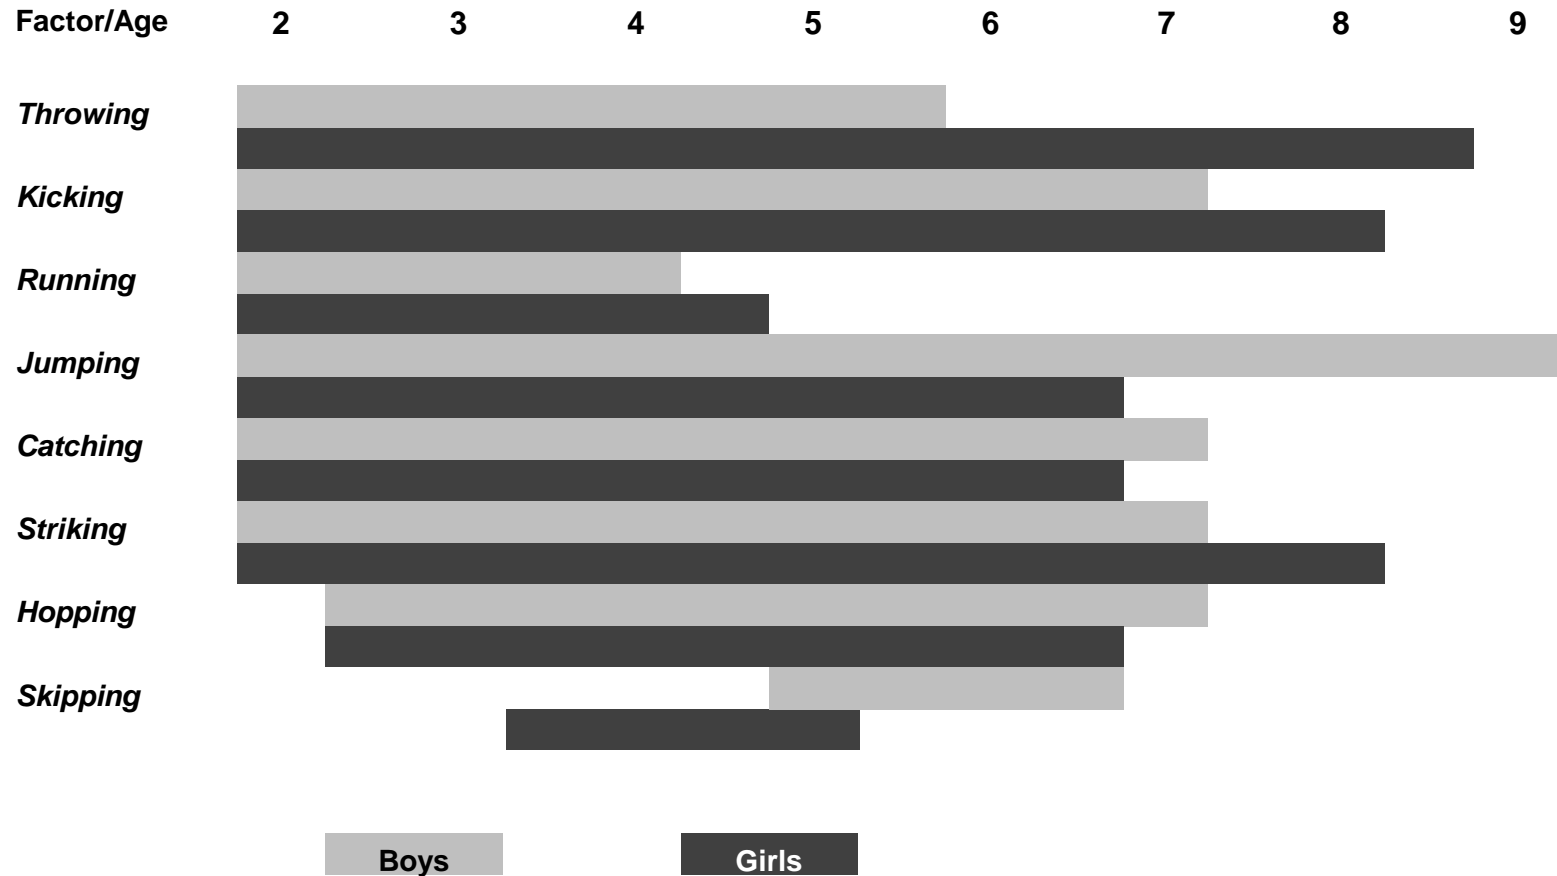 Factor/Age 2 3 4 5 6 7 8 9
Throwing
Kicking
Running
Jumping
Catching
Striking
Hopping
Skipping
Boys Girls